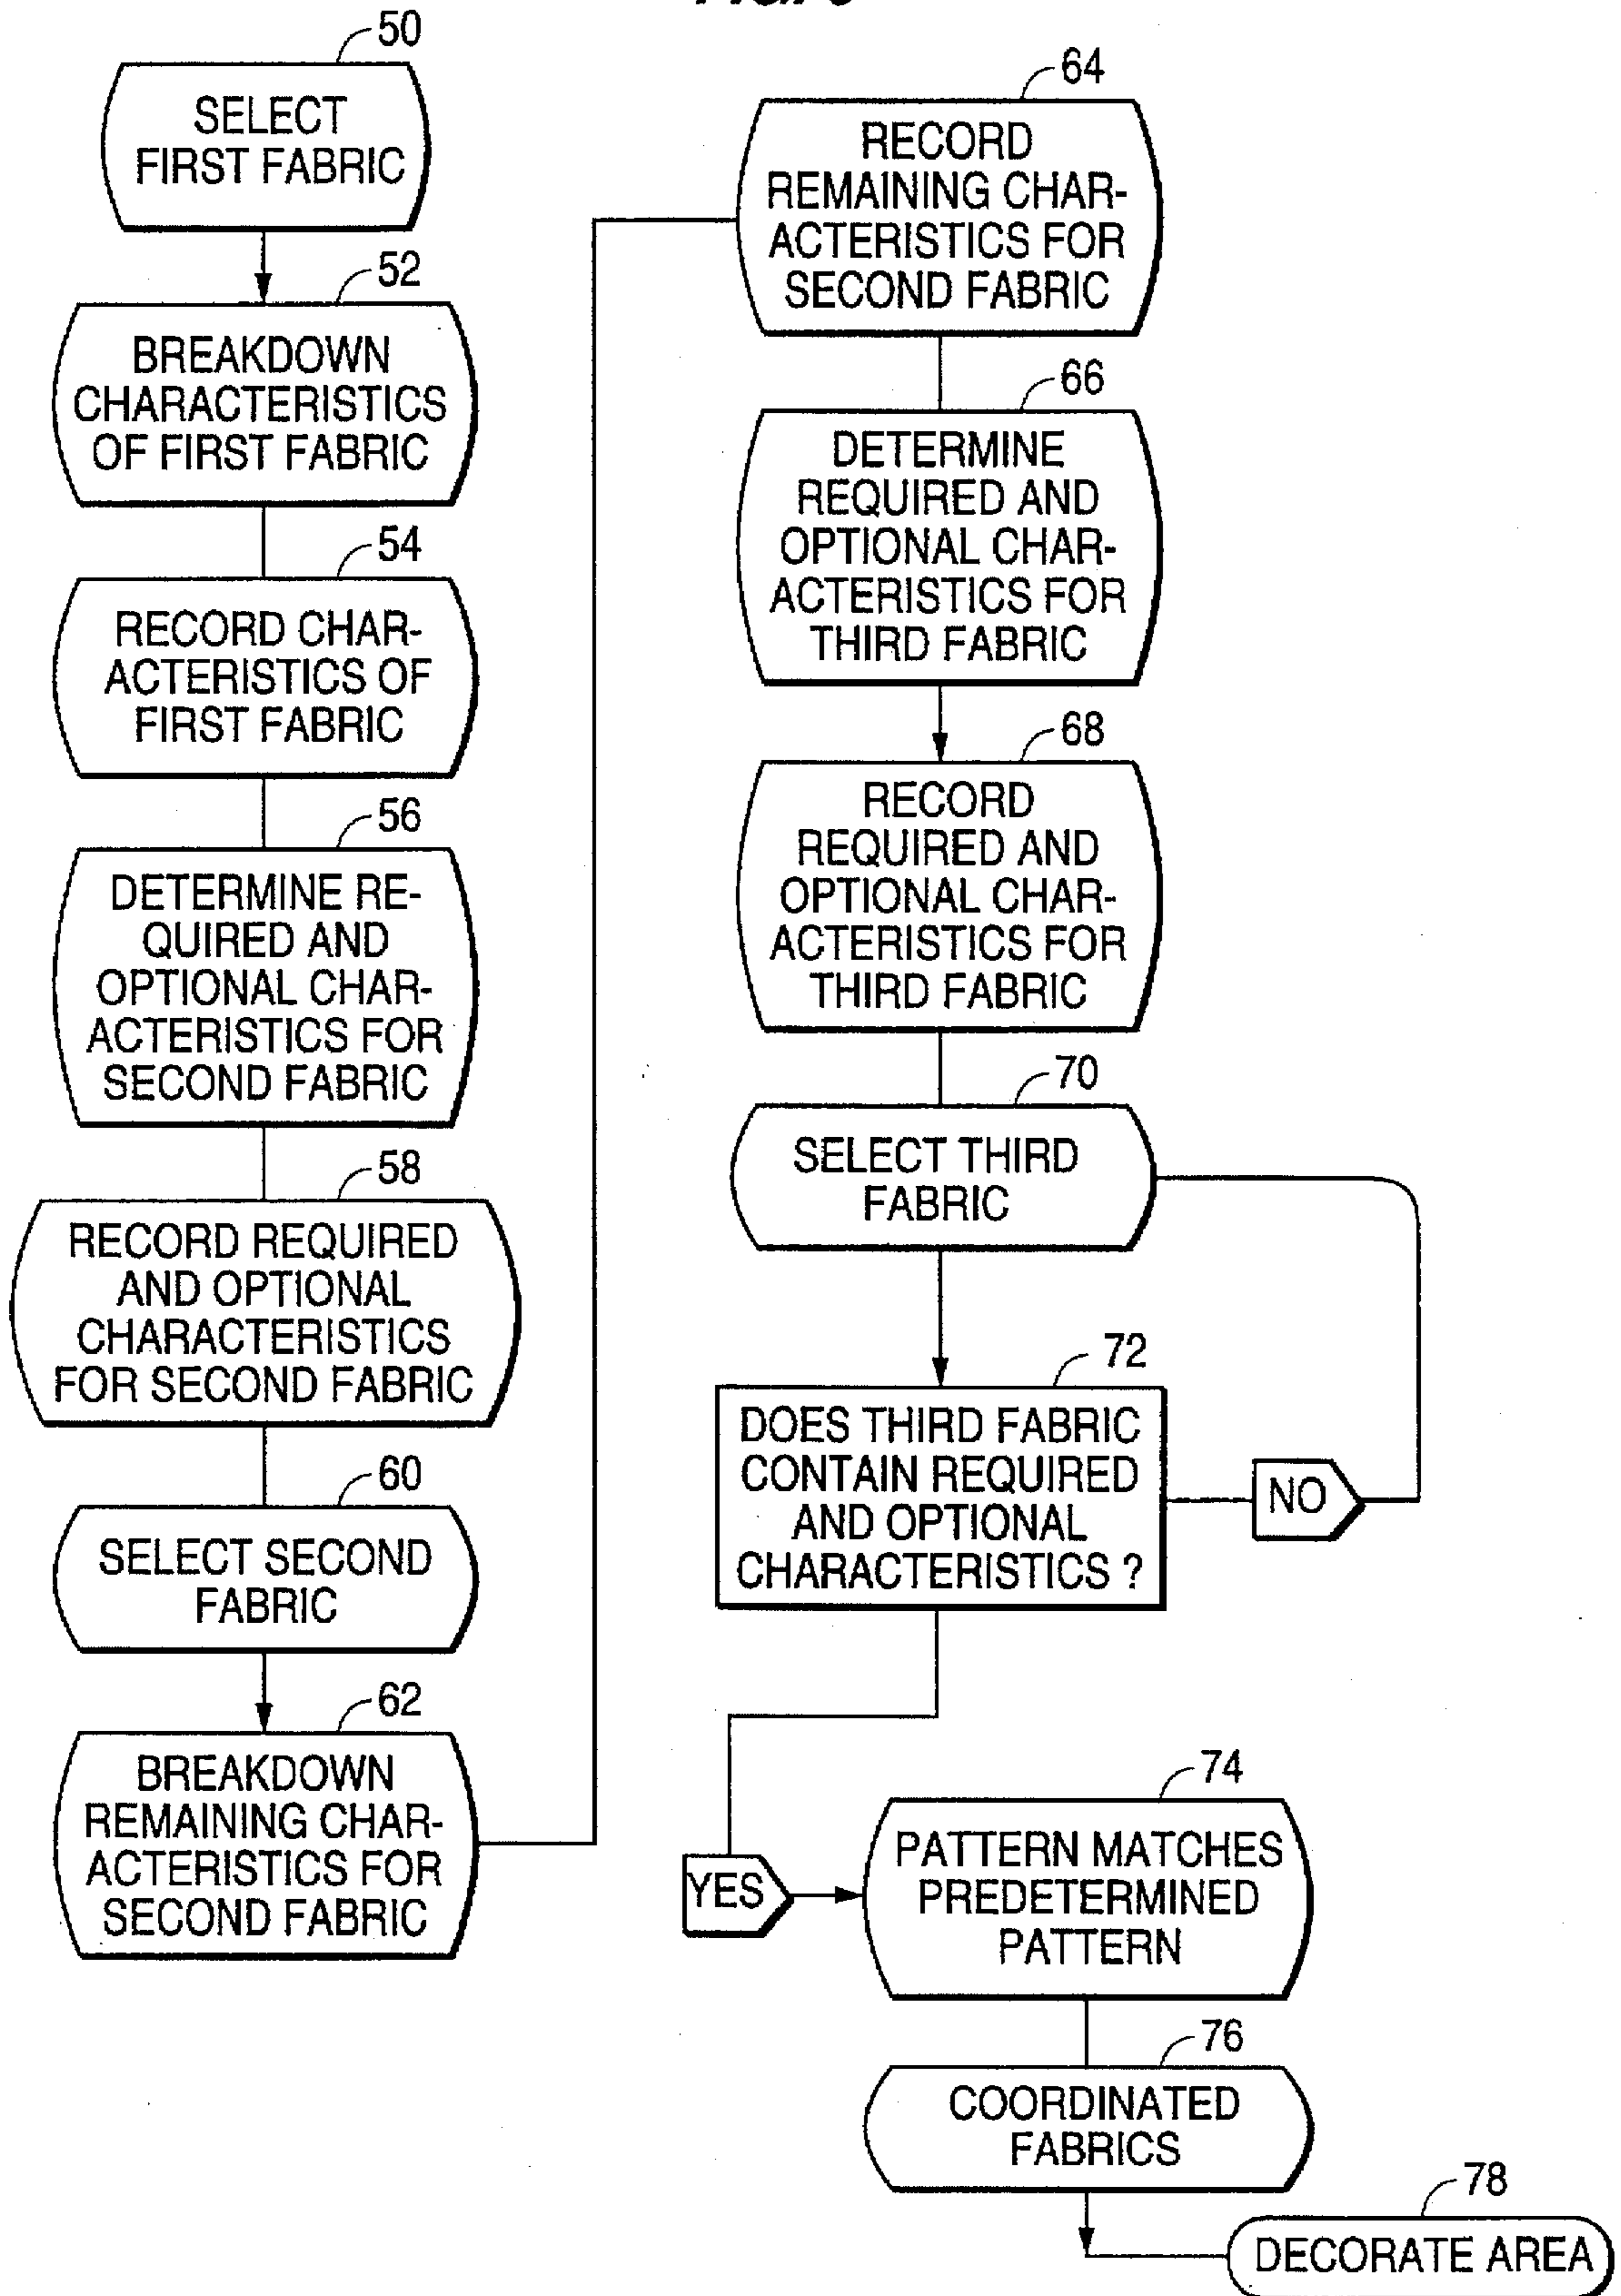 50
SELECT
FIRST FABRIC
52
BREAKDOWN
CHARACTERISTICS
OF FIRST FABRIC
54
RECORD CHAR-
ACTERISTICS OF
FIRST FABRIC
56
DETERMINE RE-
QUIRED AND
OPTIONAL CHAR-
ACTERISTICS FOR
SECOND FABRIC
58
RECORD REQUIRED
AND OPTIONAL
CHARACTERISTICS
FOR SECOND FABRIC
60
SELECT SECOND
FABRIC
62
BREAKDOWN
REMAINING CHAR-
ACTERISTICS FOR
SECOND FABRIC
64
RECORD
REMAINING CHAR-
ACTERISTICS FOR
SECOND FABRIC
66
DETERMINE
REQUIRED AND
OPTIONAL CHAR-
ACTERISTICS FOR
THIRD FABRIC
68
RECORD
REQUIRED AND
OPTIONAL CHAR-
ACTERISTICS FOR
THIRD FABRIC
70
SELECT THIRD
FABRIC
72
DOES THIRD FABRIC
CONTAIN REQUIRED
AND OPTIONAL
CHARACTERISTICS ?
NO
YES
74
PATTERN MATCHES
PREDETERMINED
PATTERN
76
COORDINATED
FABRICS
78
DECORATE AREA